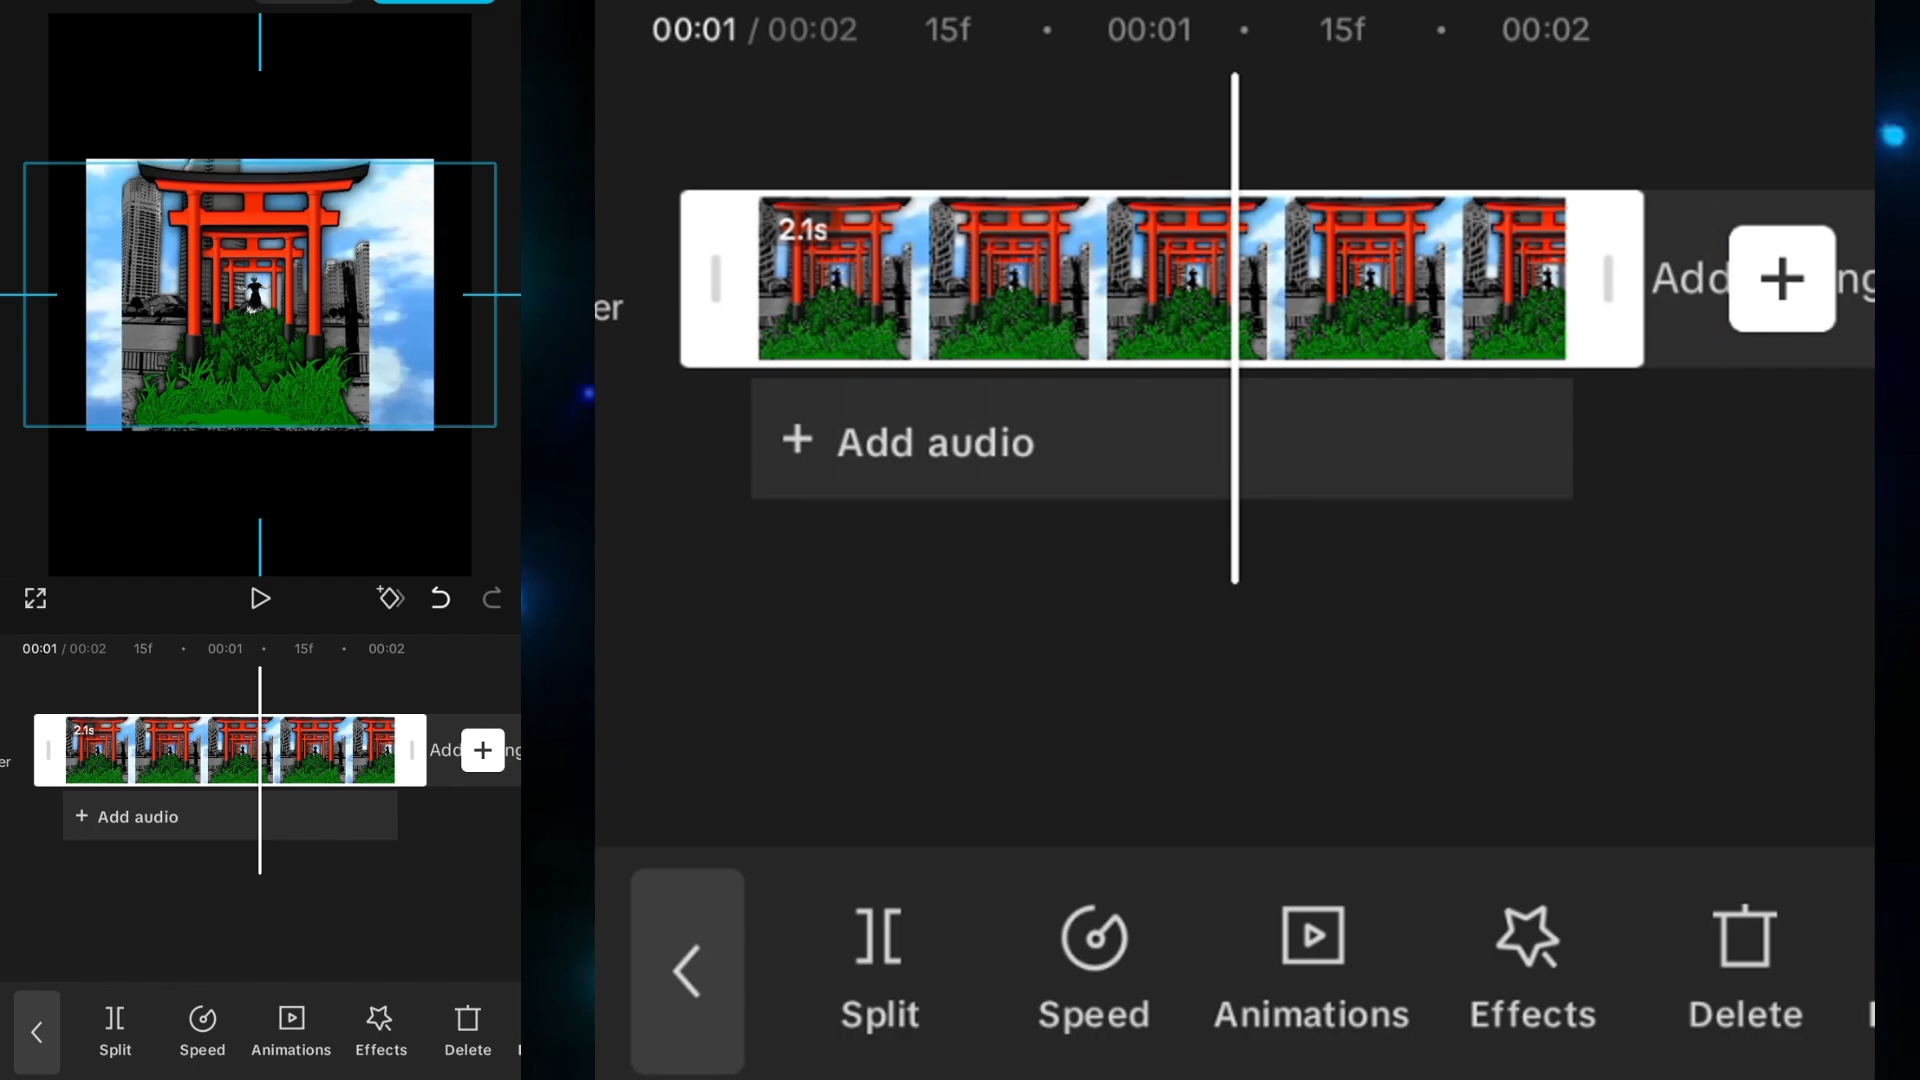 00:01 / 00:02 15f 00:01 15f 00:02
2.1s
er
Add
ng
+ Add audio
Split Speed Animations Effects Delete
00:01 / 00:02 15f 00:01 15f 00:02
2.1s
er
Add
ng
+ Add audio
Split Speed Animations Effects Delete